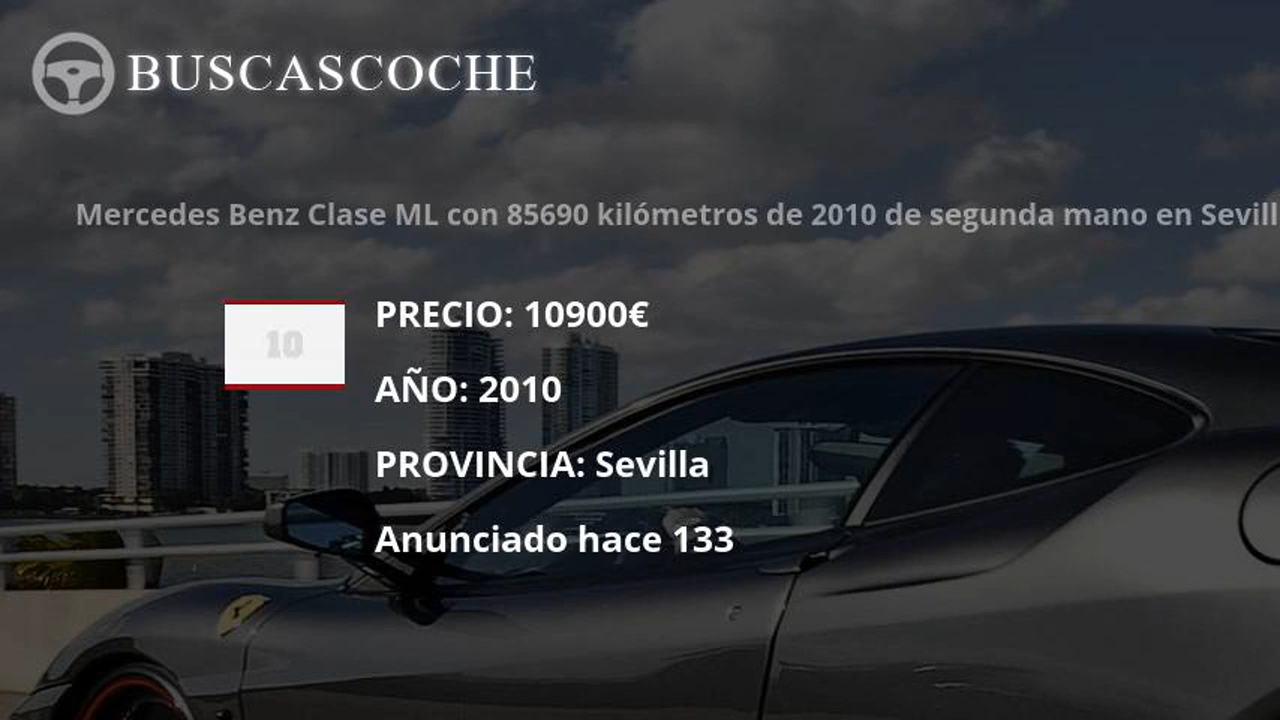 BUSCASCOCHE
Mercedes Benz Clase ML con 85690 kilómetros de 2010 de segunda mano en Sevill
10
PRECIO: 10900€
AÑO: 2010
PROVINCIA: Sevilla
Anunciado hace 133